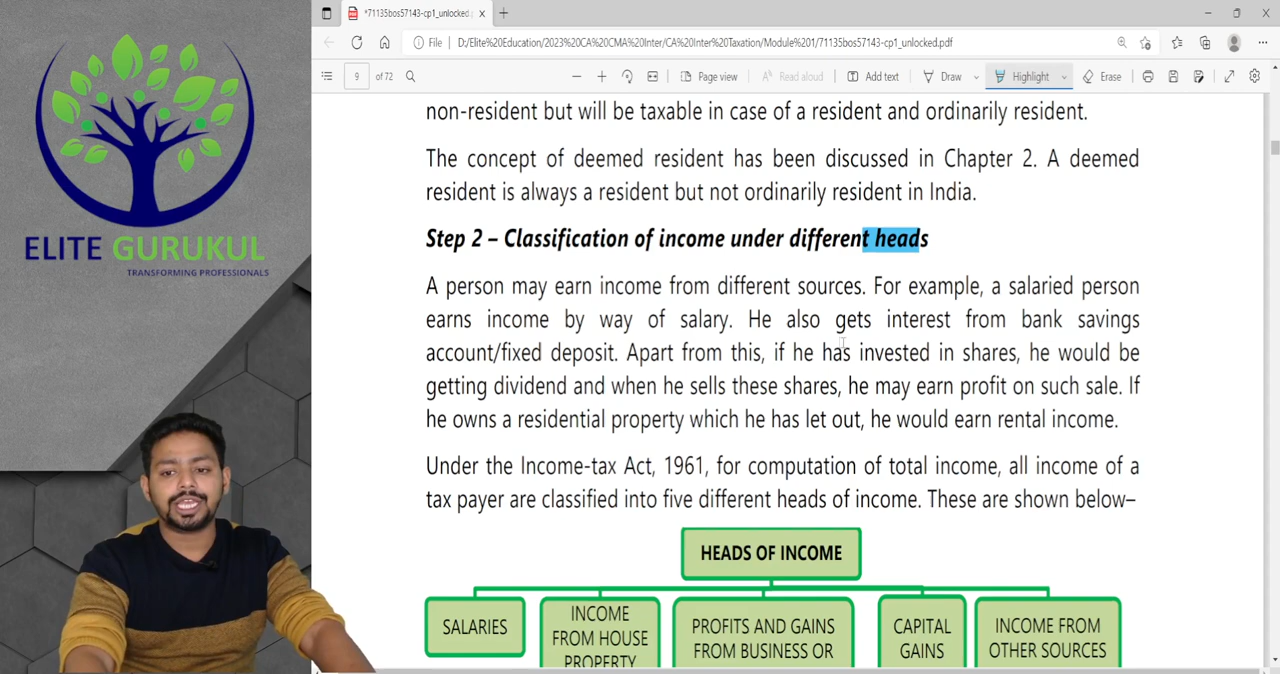 *71135bos57143-cp1_unlocked.pdf
File
D:/Elite%20Education/2023%20CA%20CMA%20Inter/CA%20Inter%20Taxation/Module%201/71135bos57143-cp1_unlocked.pdf
9 of 72
Page view
Read aloud
Add text
Draw
Highlight
Erase
ELITE GURUKUL
TRANSFORMING PROFESSIONALS
non-resident but will be taxable in case of a resident and ordinarily resident.
The concept of deemed resident has been discussed in Chapter 2. A deemed
resident is always a resident but not ordinarily resident in India.
Step 2 – Classification of income under different heads
A person may earn income from different sources. For example, a salaried person
earns income by way of salary. He also gets interest from bank savings
account/fixed deposit. Apart from this, if he has invested in shares, he would be
getting dividend and when he sells these shares, he may earn profit on such sale. If
he owns a residential property which he has let out, he would earn rental income.
Under the Income-tax Act, 1961, for computation of total income, all income of a
tax payer are classified into five different heads of income. These are shown below–
HEADS OF INCOME
SALARIES
INCOME
FROM HOUSE
PROPERTY
PROFITS AND GAINS
FROM BUSINESS OR
CAPITAL
GAINS
INCOME FROM
OTHER SOURCES